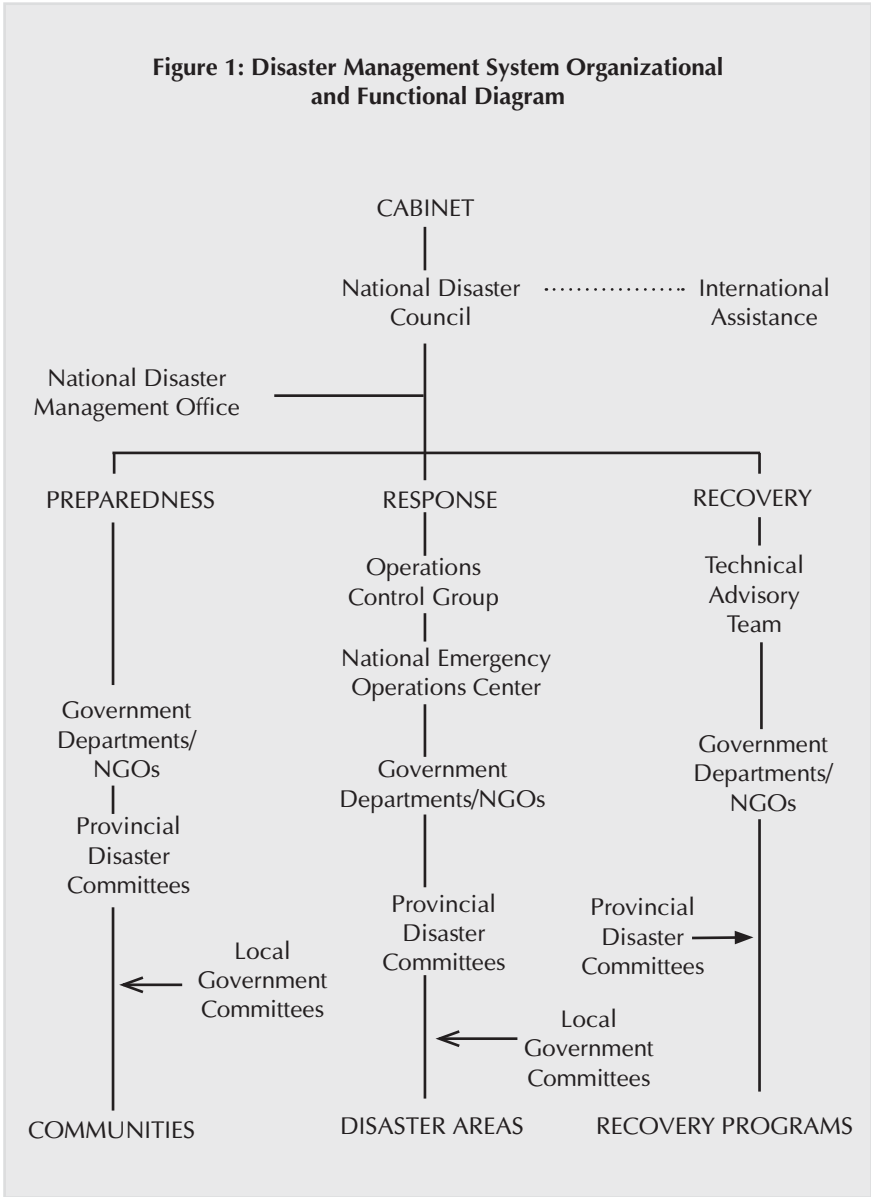 Figure 1: Disaster Management System Organizational
and Functional Diagram
CABINET
National Disaster
Council
International
Assistance
National Disaster
Management Office
PREPAREDNESS
RESPONSE
RECOVERY
Operations
Control Group
Technical
Advisory
Team
National Emergency
Operations Center
Government
Departments/
NGOs
Government
Departments/NGOs
Government
Departments/
NGOs
Provincial
Disaster
Committees
Provincial
Disaster
Committees
Provincial
Disaster
Committees
Local
Government
Committees
Local
Government
Committees
COMMUNITIES
DISASTER AREAS
RECOVERY PROGRAMS